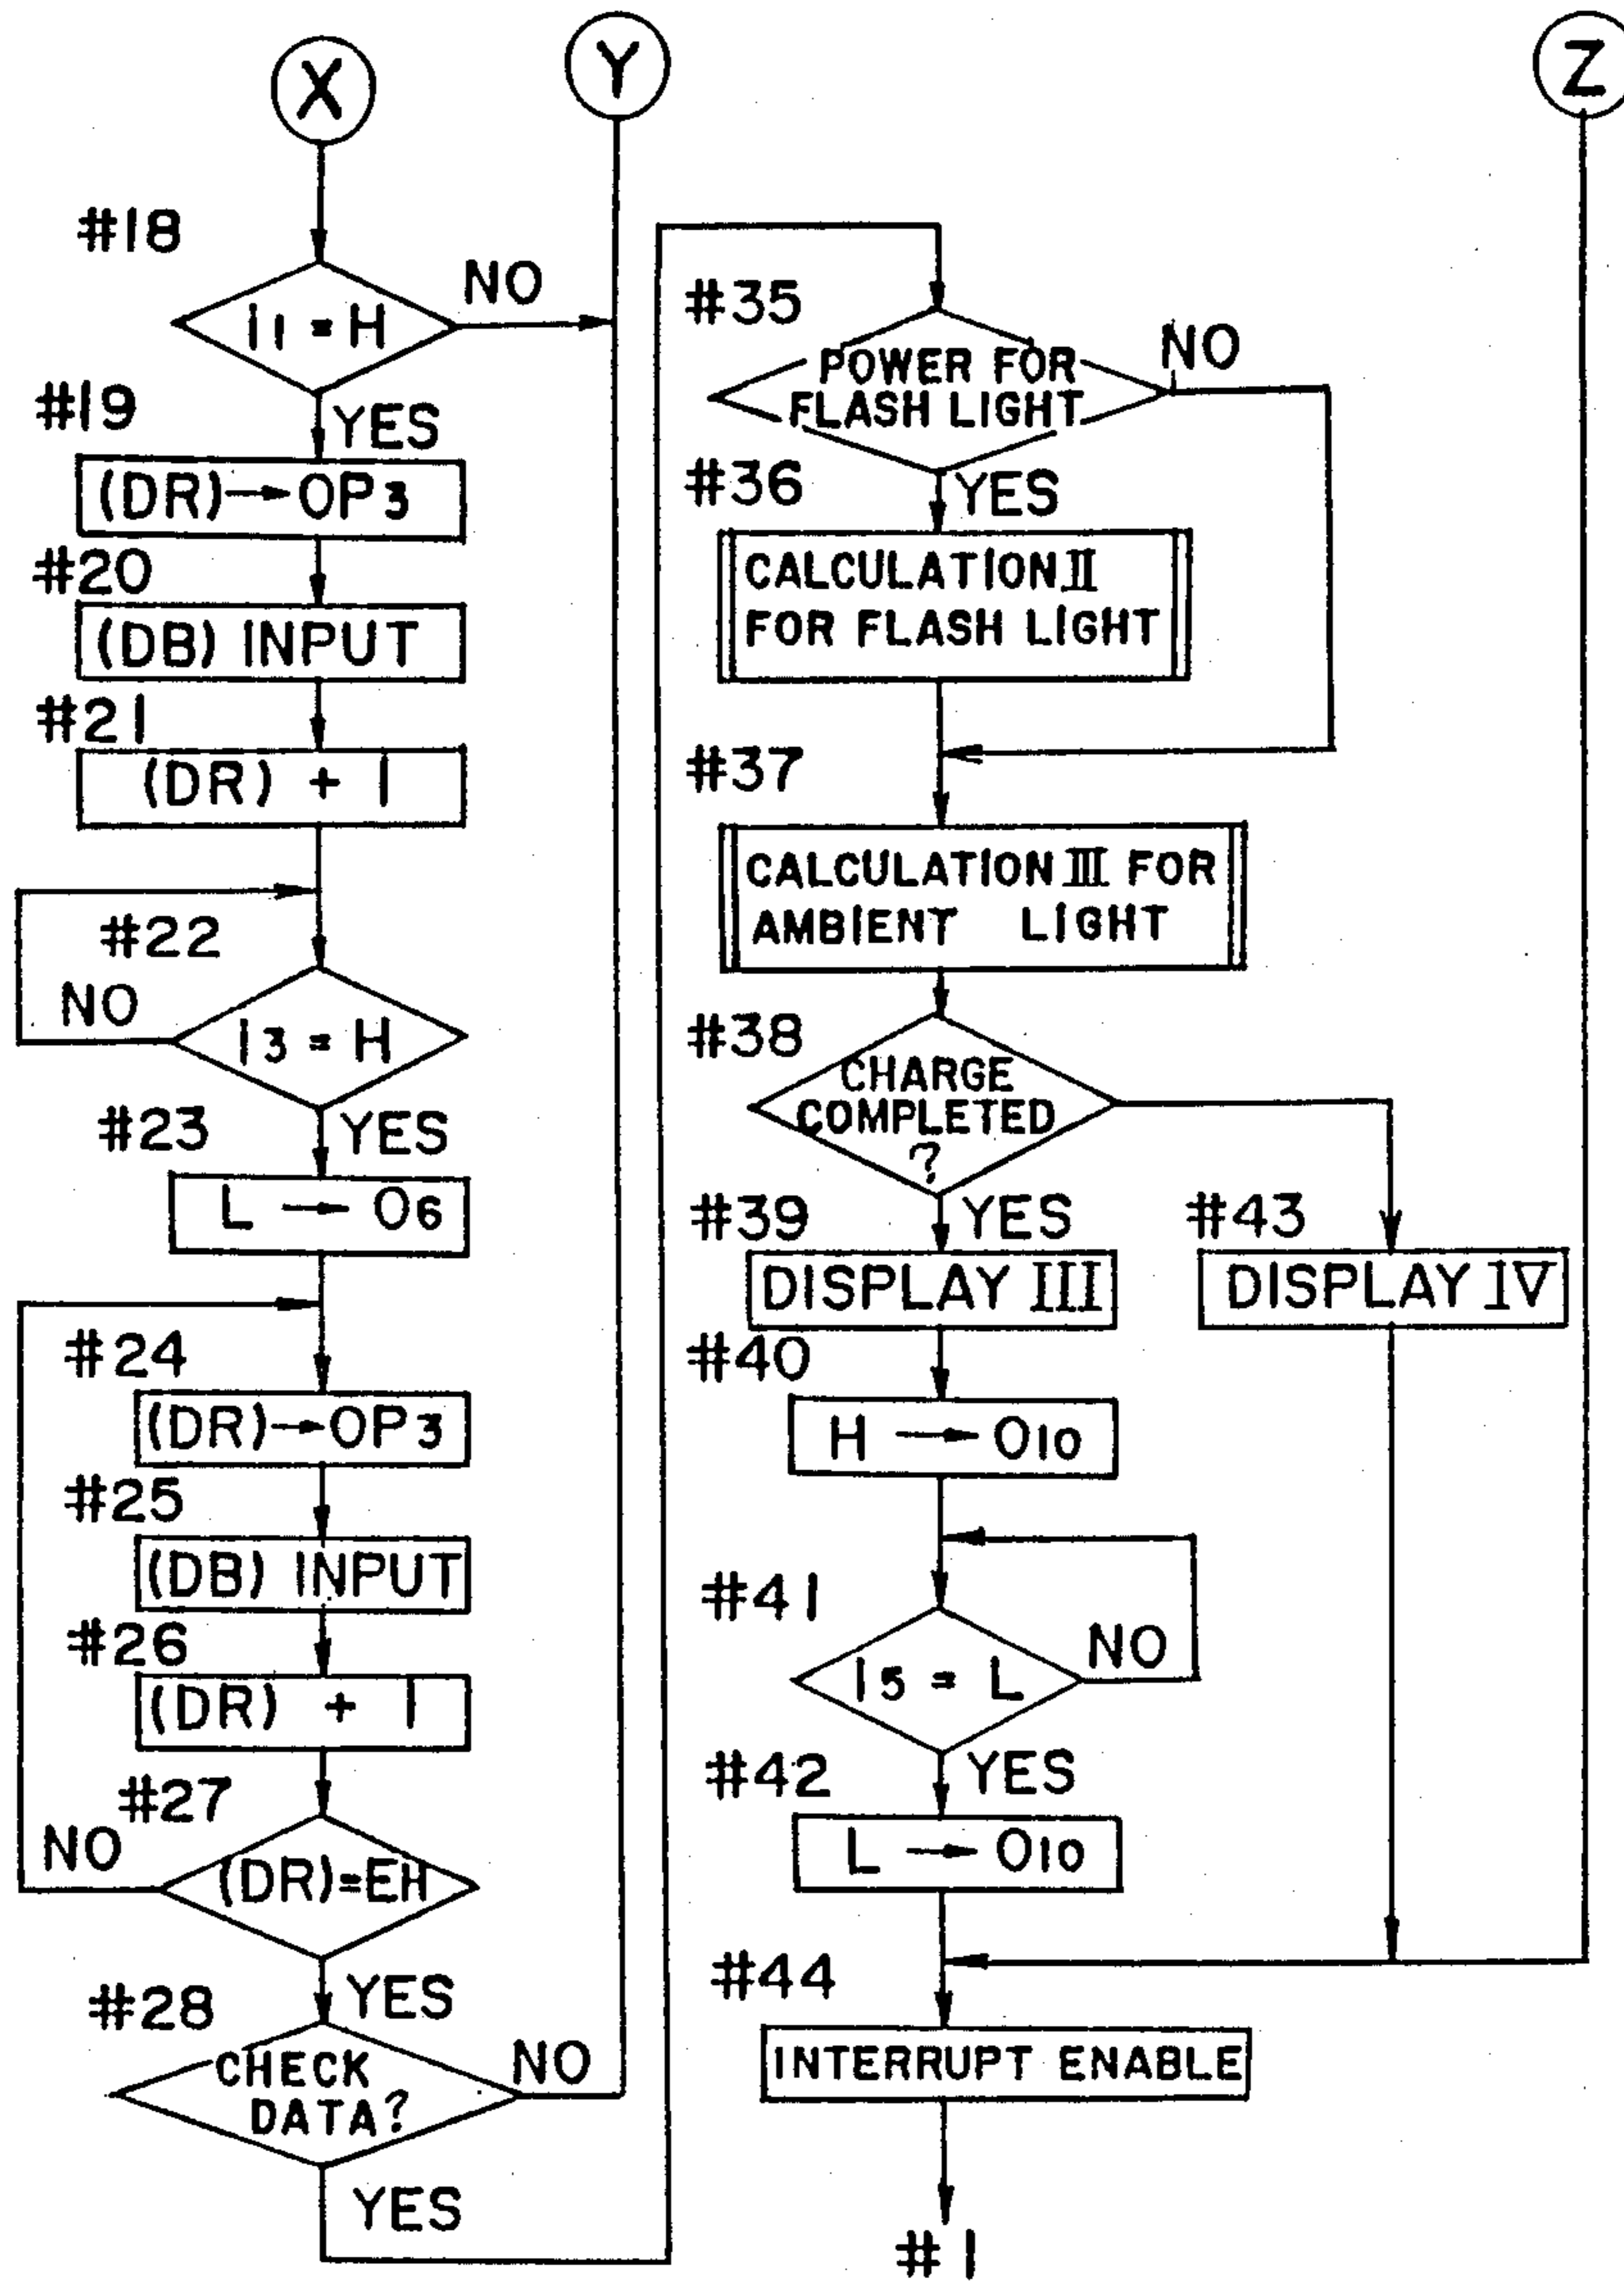 X
Y
Z
#18
I1 = H
NO
#19
YES
(DR)→OP3
#20
(DB) INPUT
#21
(DR) + 1
#22
NO
I3 = H
#23
YES
L → O6
#24
(DR)→OP3
#25
(DB) INPUT
#26
(DR) + 1
#27
NO
(DR)=EH
#28
YES
CHECK
DATA?
NO
YES
#35
POWER FOR
FLASH LIGHT
NO
#36
YES
CALCULATION II
FOR FLASH LIGHT
#37
CALCULATION III FOR
AMBIENT LIGHT
#38
CHARGE
COMPLETED
?
#39
YES
DISPLAY III
#43
DISPLAY IV
#40
H → O10
#41
I5 = L
NO
#42
YES
L → O10
#44
INTERRUPT ENABLE
#1